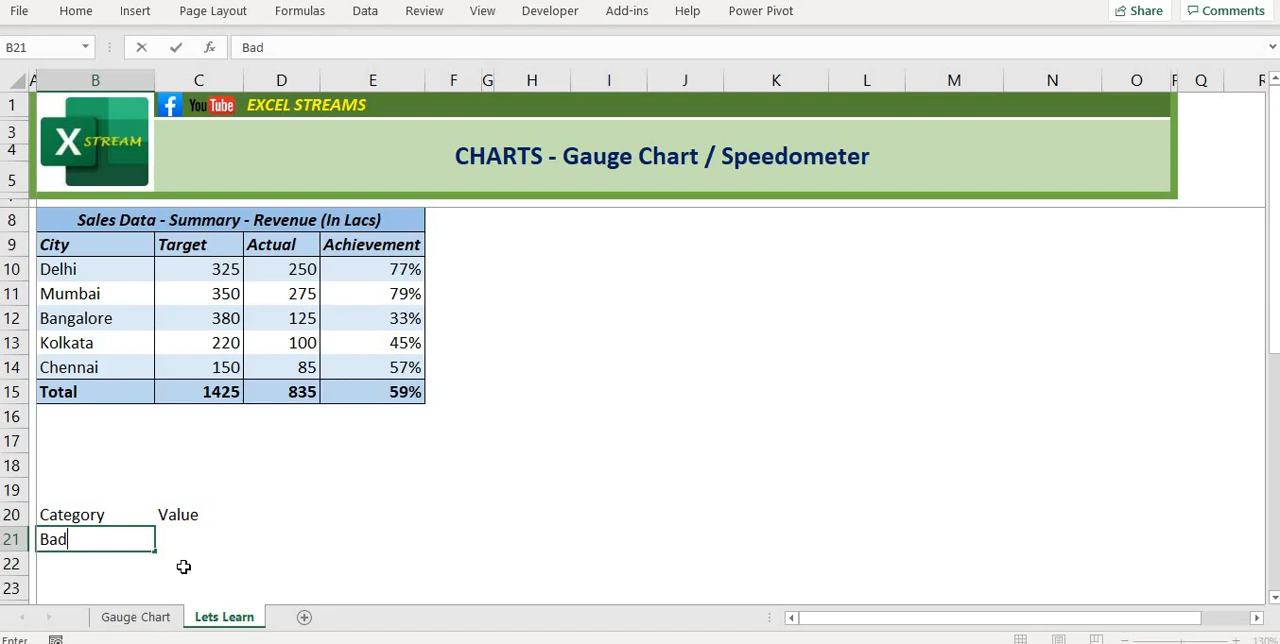 File Home Insert Page Layout Formulas Data Review View Developer Add-ins Help Power Pivot Share Comments
B21 fx Bad
A B C D E F G H I J K L M N O P Q R
1 f You Tube EXCEL STREAMS
3
4 X STREAM CHARTS - Gauge Chart / Speedometer
5
8 Sales Data - Summary - Revenue (In Lacs)
9 City Target Actual Achievement
10 Delhi 325 250 77%
11 Mumbai 350 275 79%
12 Bangalore 380 125 33%
13 Kolkata 220 100 45%
14 Chennai 150 85 57%
15 Total 1425 835 59%
16
17
18
19
20 Category Value
21 Bad
22
23
Gauge Chart Lets Learn
Enter 130%